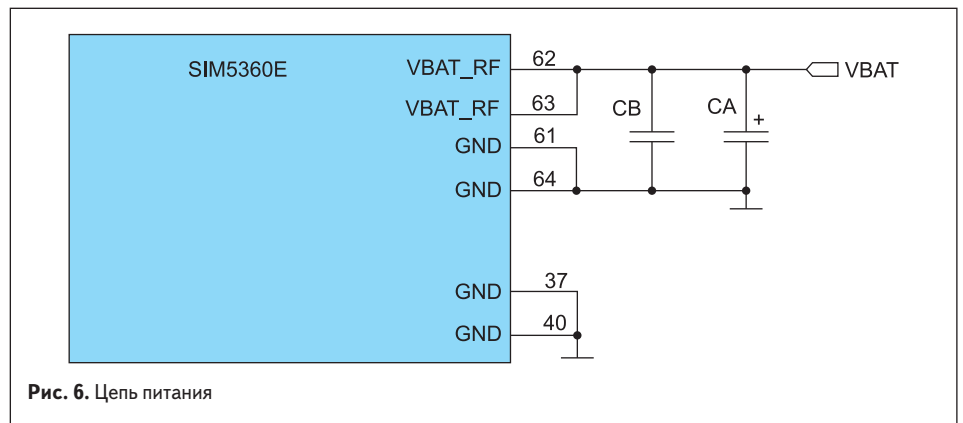 SIM5360E
VBAT_RF 62
VBAT
VBAT_RF 63
CB
CA
+
GND 61
GND 64
GND 37
GND 40
Рис. 6. Цепь питания